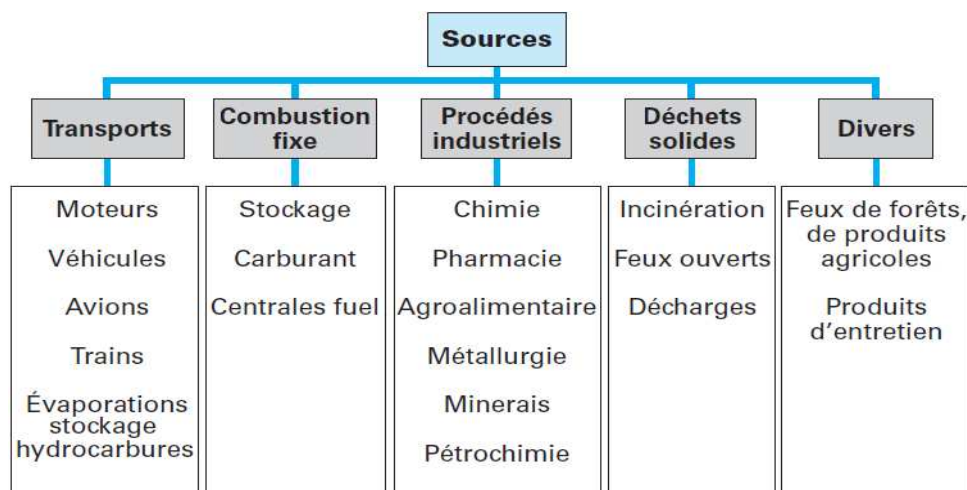 Sources
Transports
Combustion
fixe
Procédés
industriels
Déchets
solides
Divers
Moteurs
Véhicules
Avions
Trains
Évaporations
stockage
hydrocarbures
Stockage
Carburant
Centrales fuel
Chimie
Pharmacie
Agroalimentaire
Métallurgie
Minerais
Pétrochimie
Incinération
Feux ouverts
Décharges
Feux de forêts,
de produits
agricoles
Produits
d'entretien